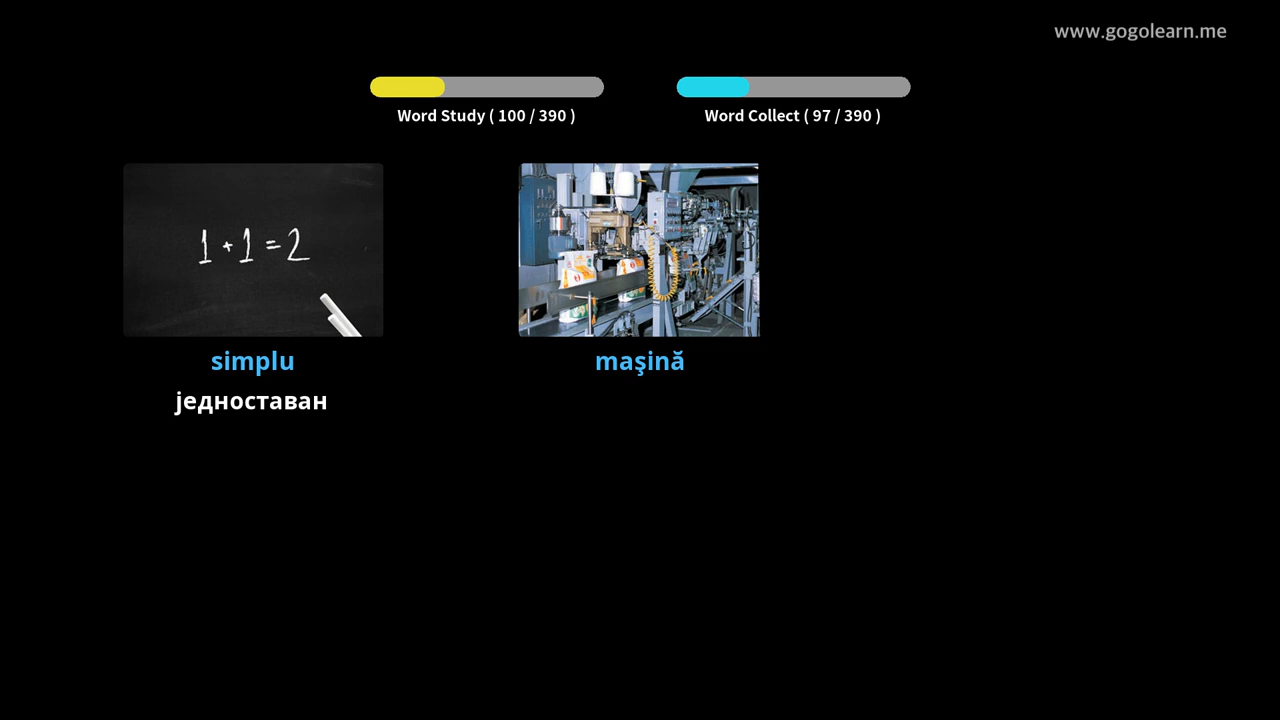 www.gogolearn.me
Word Study ( 100 / 390 )
Word Collect ( 97 / 390 )
1 + 1 = 2
simplu
maşină
једноставан